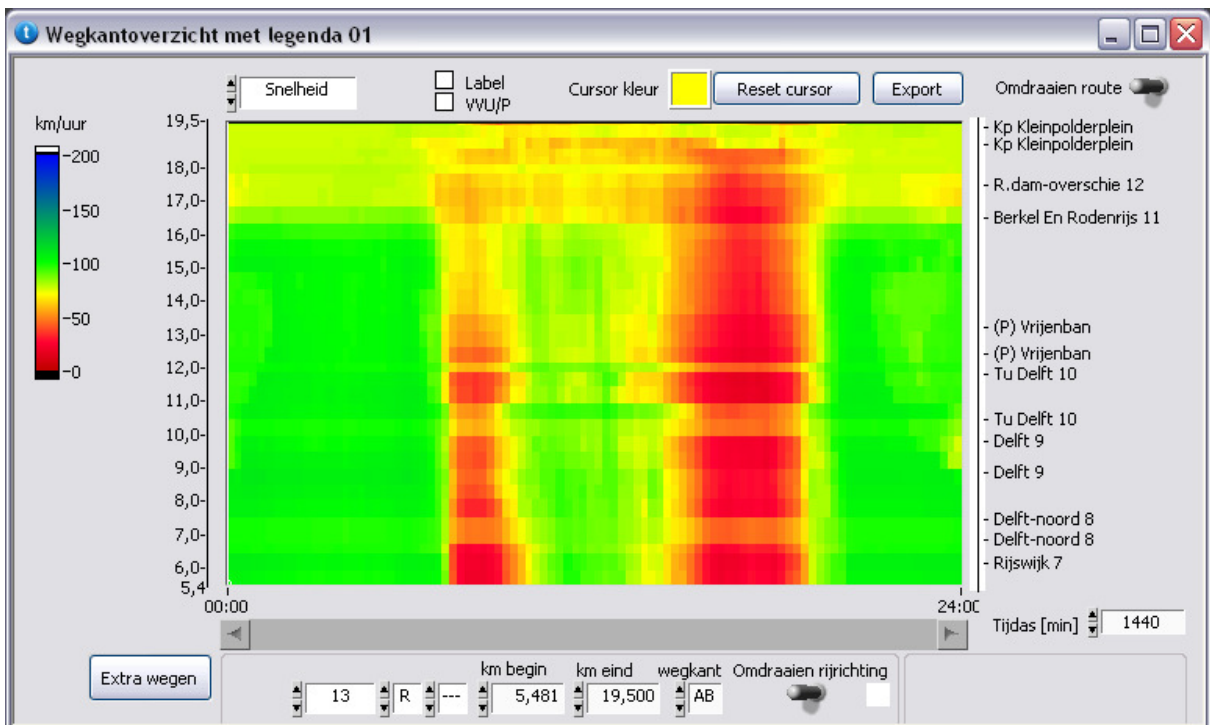 Wegkantoverzicht met legenda 01
Snelheid
Label
VVU/P
Cursor kleur
Reset cursor
Export
Omdraaien route
km/uur
200
150
100
50
0
19,5
18,0
17,0
16,0
15,0
14,0
13,0
12,0
11,0
10,0
9,0
8,0
7,0
6,0
5,4
Kp Kleinpolderplein
Kp Kleinpolderplein
R.dam-overschie 12
Berkel En Rodenrijs 11
(P) Vrijenban
(P) Vrijenban
Tu Delft 10
Tu Delft 10
Delft 9
Delft 9
Delft-noord 8
Delft-noord 8
Rijswijk 7
00:00
24:00
Tijdas [min]
1440
Extra wegen
km begin
km eind
wegkant
Omdraaien rijrichting
13
R
---
5,481
19,500
AB